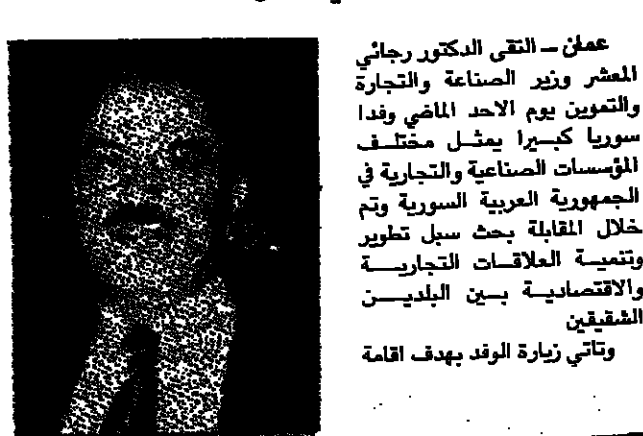 عمان ــ التقى الدكتور رجائي
المعشر وزير الصناعة والتجارة
والتموين يوم الاحد الماضي وفدا
سوريا كبيرا يمثل مختلف
المؤسسات الصناعية والتجارية في
الجمهورية العربية السورية وتم
خلال المقابلة بحث سبل تطوير
وتنمية العلاقات التجارية
والاقتصادية بين البلدين
الشقيقين
وتاتي زيارة الوفد بهدف اقامة